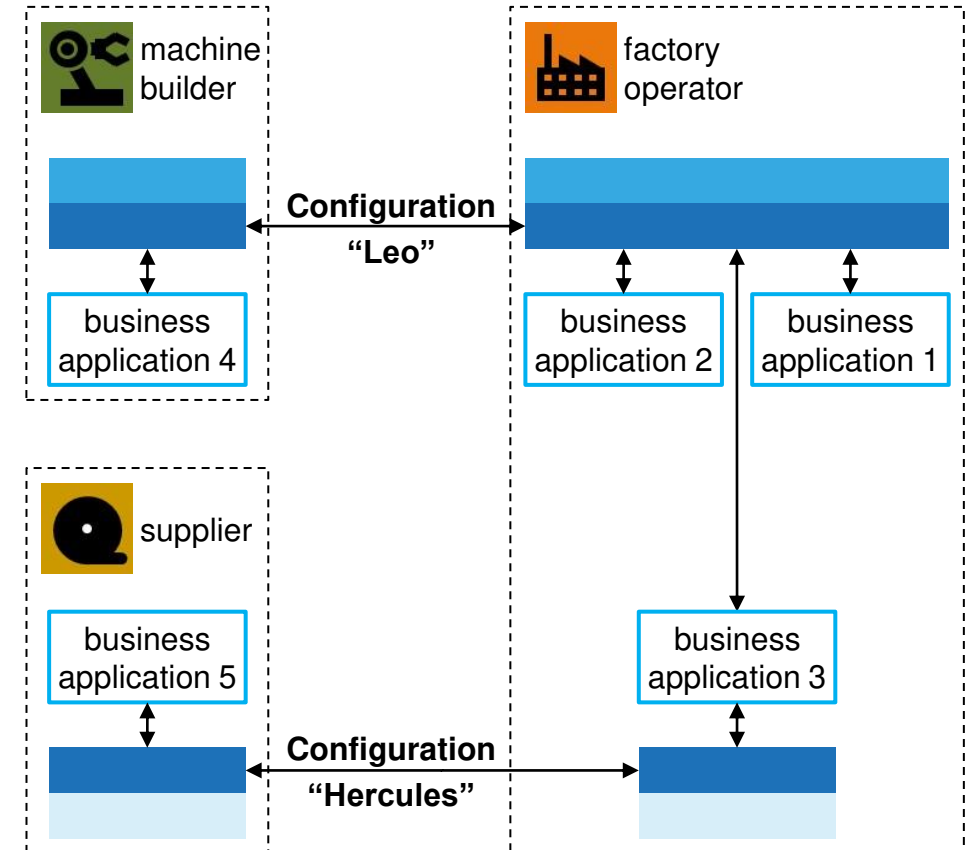 machine
builder
factory
operator
Configuration
“Leo”
business
application 4
business
application 2
business
application 1
supplier
business
application 5
business
application 3
Configuration
“Hercules”